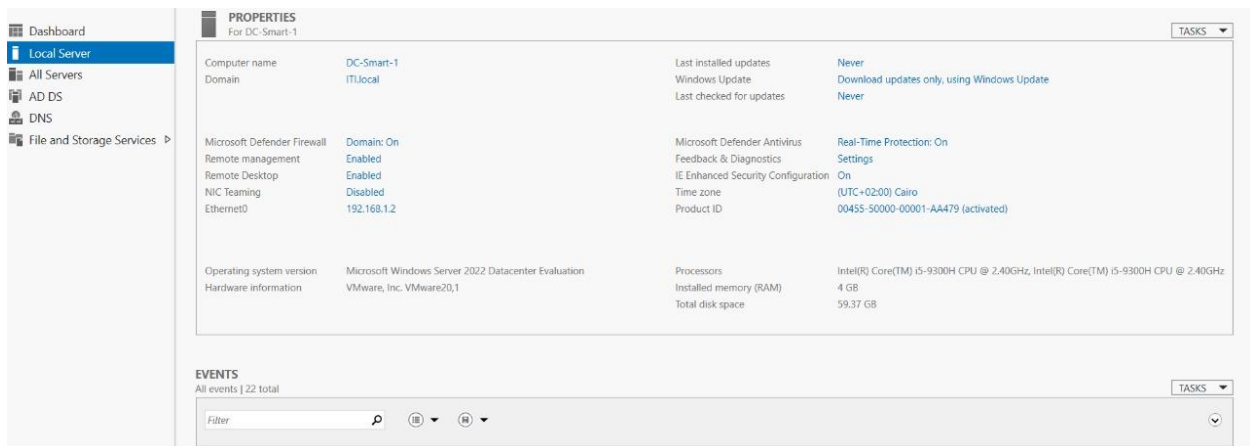 Dashboard
Local Server
All Servers
AD DS
DNS
File and Storage Services
PROPERTIES
For DC-Smart-1
TASKS
Computer name DC-Smart-1
Domain ITI.local
Last installed updates Never
Windows Update Download updates only, using Windows Update
Last checked for updates Never
Microsoft Defender Firewall Domain: On
Remote management Enabled
Remote Desktop Enabled
NIC Teaming Disabled
Ethernet0 192.168.1.2
Microsoft Defender Antivirus Real-Time Protection: On
Feedback & Diagnostics Settings
IE Enhanced Security Configuration On
Time zone (UTC+02:00) Cairo
Product ID 00455-50000-00001-AA479 (activated)
Operating system version Microsoft Windows Server 2022 Datacenter Evaluation
Hardware information VMware, Inc. VMware20,1
Processors Intel(R) Core(TM) i5-9300H CPU @ 2.40GHz, Intel(R) Core(TM) i5-9300H CPU @ 2.40GHz
Installed memory (RAM) 4 GB
Total disk space 59.37 GB
EVENTS
All events | 22 total
TASKS
Filter